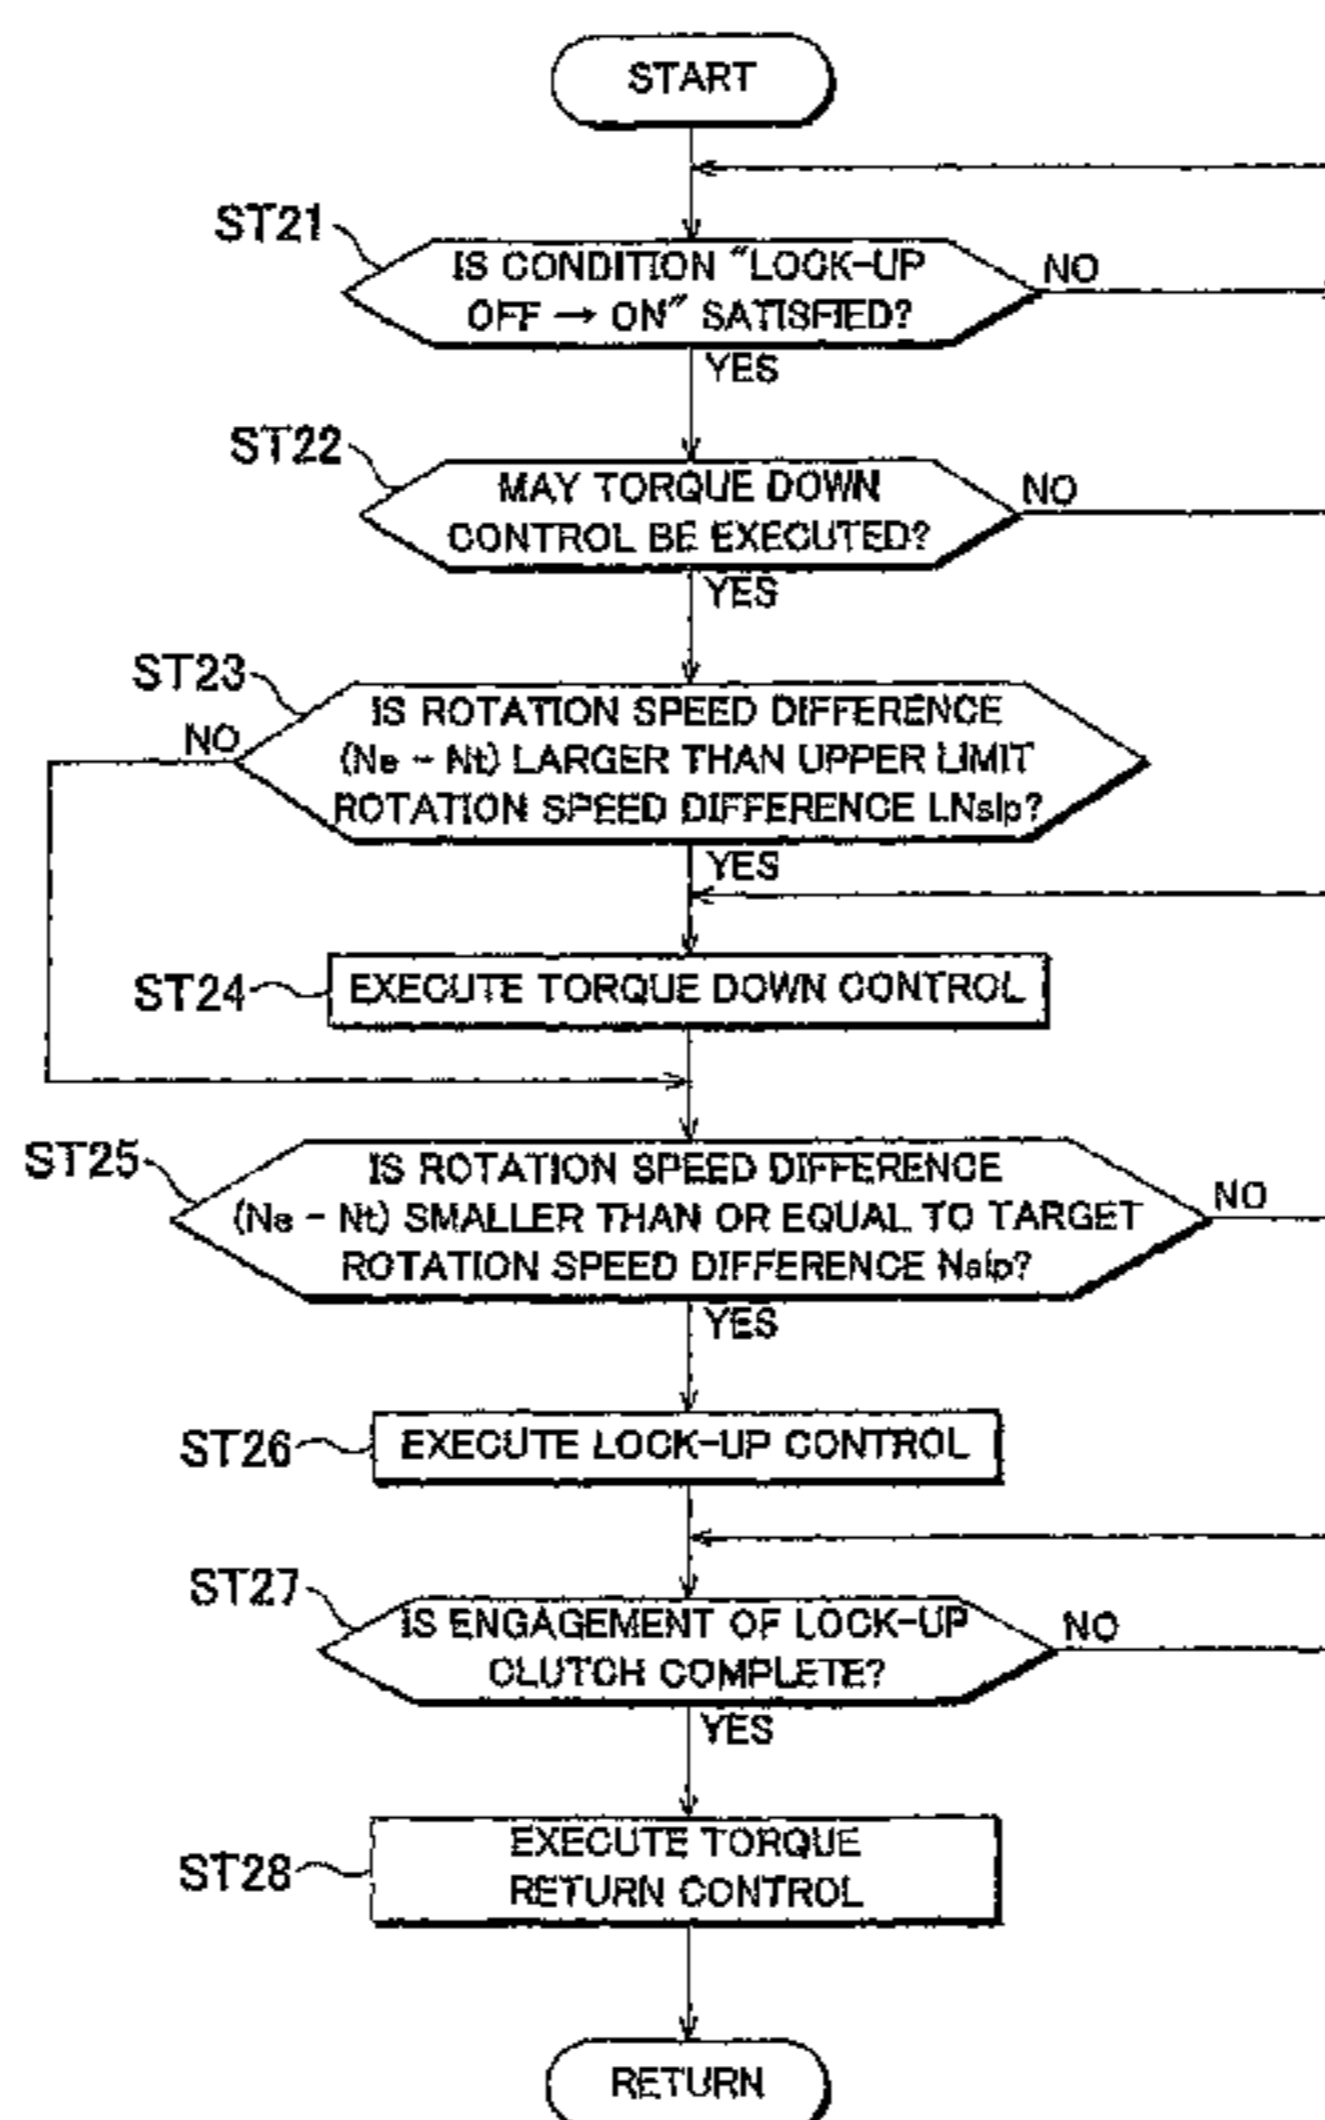 START
ST21
IS CONDITION "LOCK-UP
OFF → ON" SATISFIED?
NO
YES
ST22
MAY TORQUE DOWN
CONTROL BE EXECUTED?
NO
YES
ST23
NO
IS ROTATION SPEED DIFFERENCE
(Ne - Nt) LARGER THAN UPPER LIMIT
ROTATION SPEED DIFFERENCE LNslp?
YES
ST24
EXECUTE TORQUE DOWN CONTROL
ST25
IS ROTATION SPEED DIFFERENCE
(Ne - Nt) SMALLER THAN OR EQUAL TO TARGET
ROTATION SPEED DIFFERENCE Nslp?
NO
YES
ST26
EXECUTE LOCK-UP CONTROL
ST27
IS ENGAGEMENT OF LOCK-UP
CLUTCH COMPLETE?
NO
YES
ST28
EXECUTE TORQUE
RETURN CONTROL
RETURN